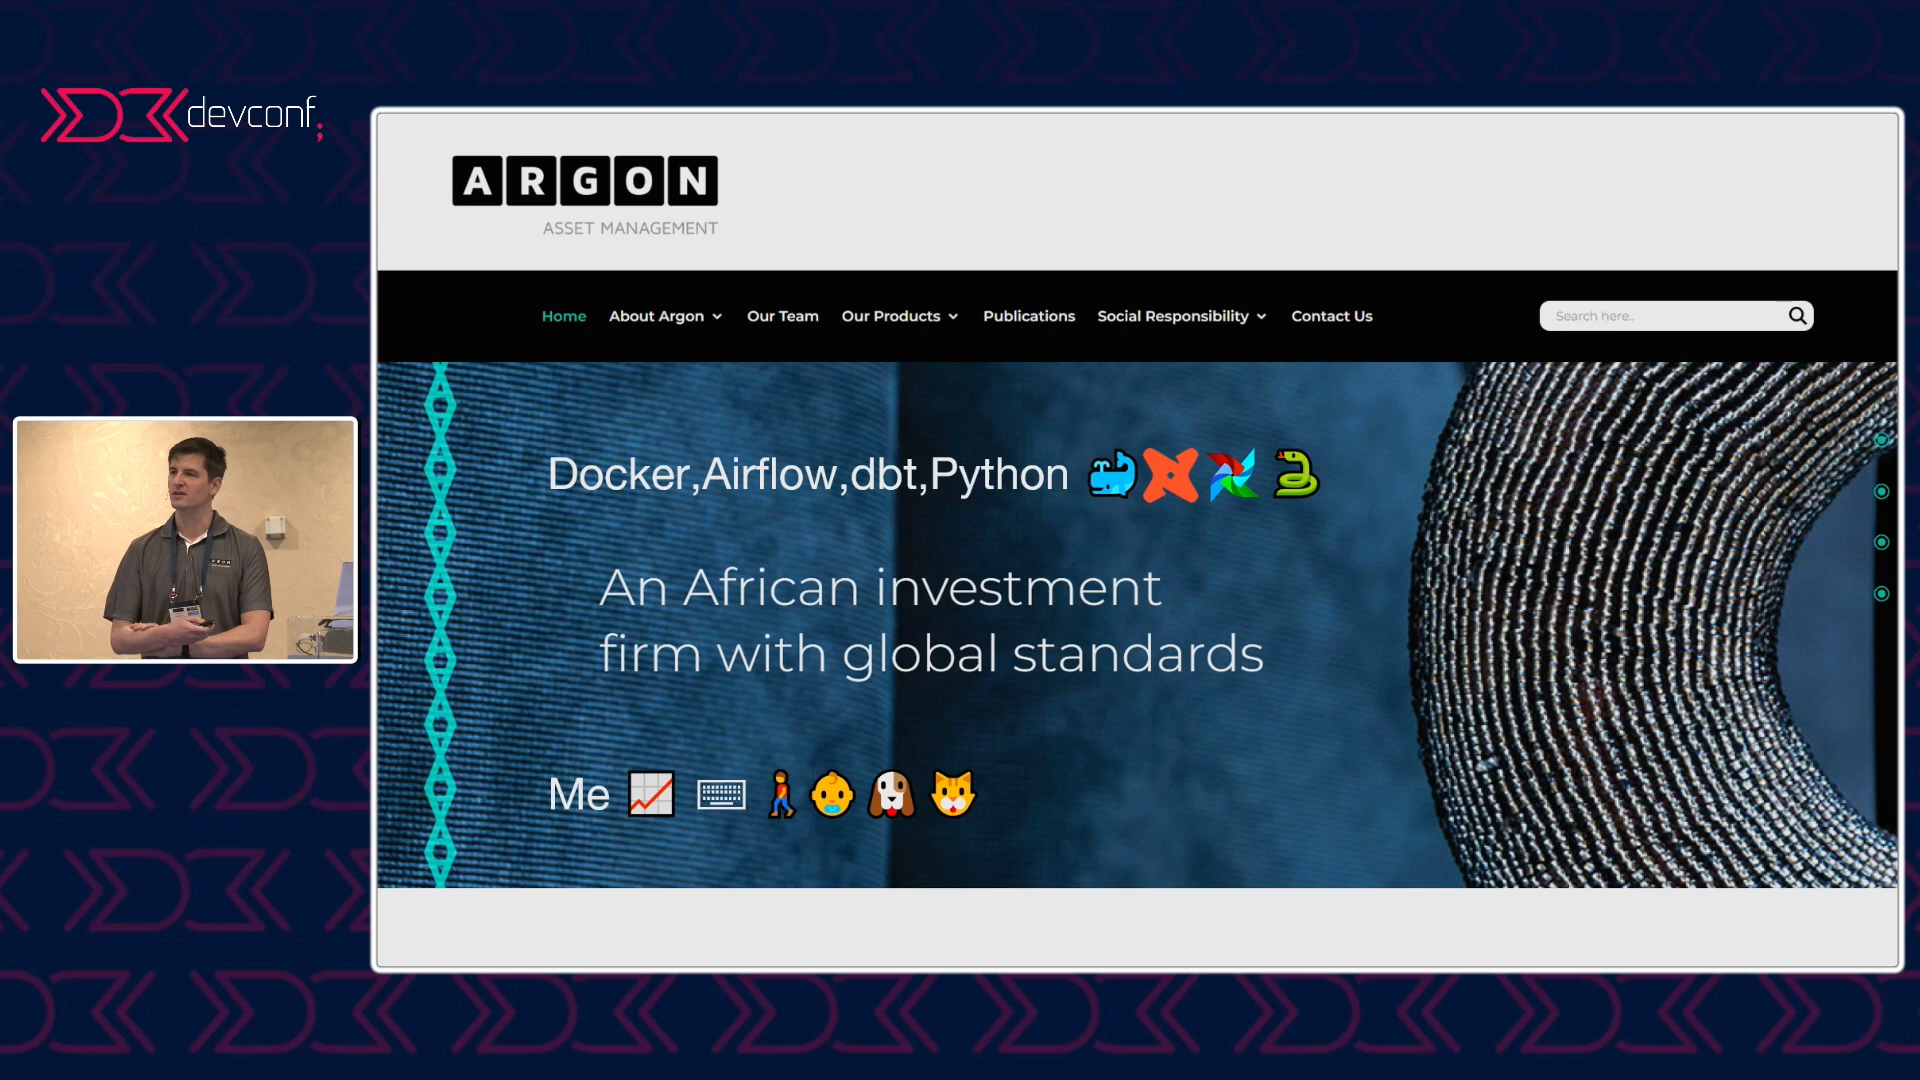 devconf;
ARGON
ASSET MANAGEMENT
Home About Argon Our Team Our Products Publications Social Responsibility Contact Us Search here..
Docker,Airflow,dbt,Python
An African investment
firm with global standards
Me
ARGON